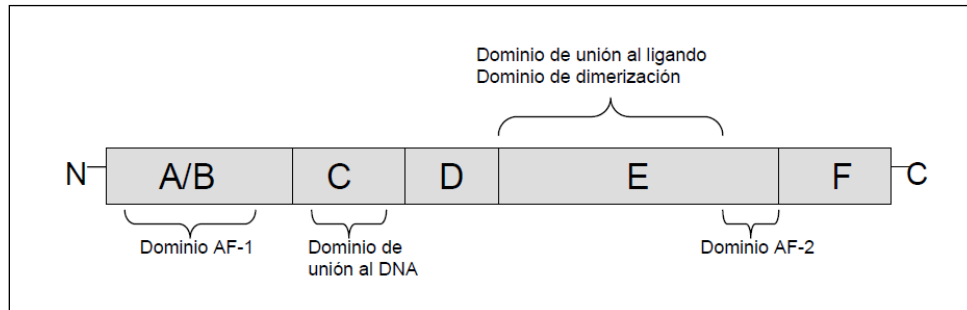 Dominio de unión al ligando
Dominio de dimerización
N A/B C D E F C
Dominio AF-1
Dominio de
unión al DNA
Dominio AF-2